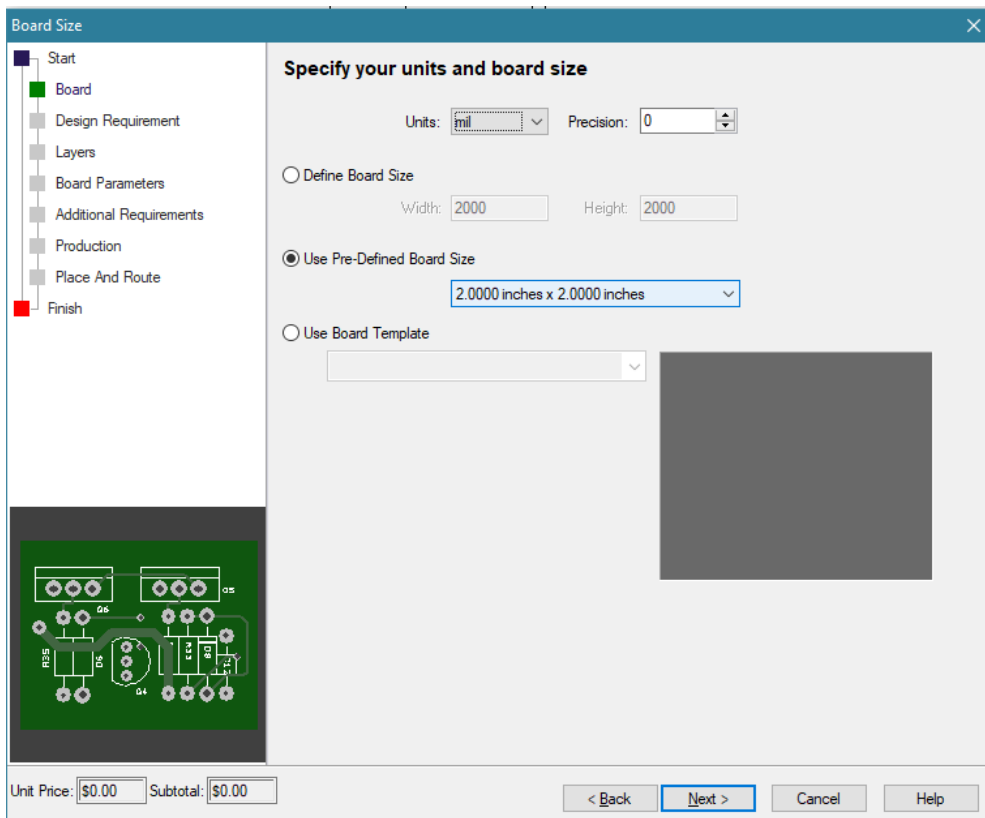 Board Size
Start
Board
Design Requirement
Layers
Board Parameters
Additional Requirements
Production
Place And Route
Finish
Specify your units and board size
Units: mil Precision: 0
Define Board Size
Width: 2000 Height: 2000
Use Pre-Defined Board Size
2.0000 inches x 2.0000 inches
Use Board Template
Q5
Q6
R35
D6
R33
D8
Q4
Unit Price: $0.00 Subtotal: $0.00
< Back Next > Cancel Help